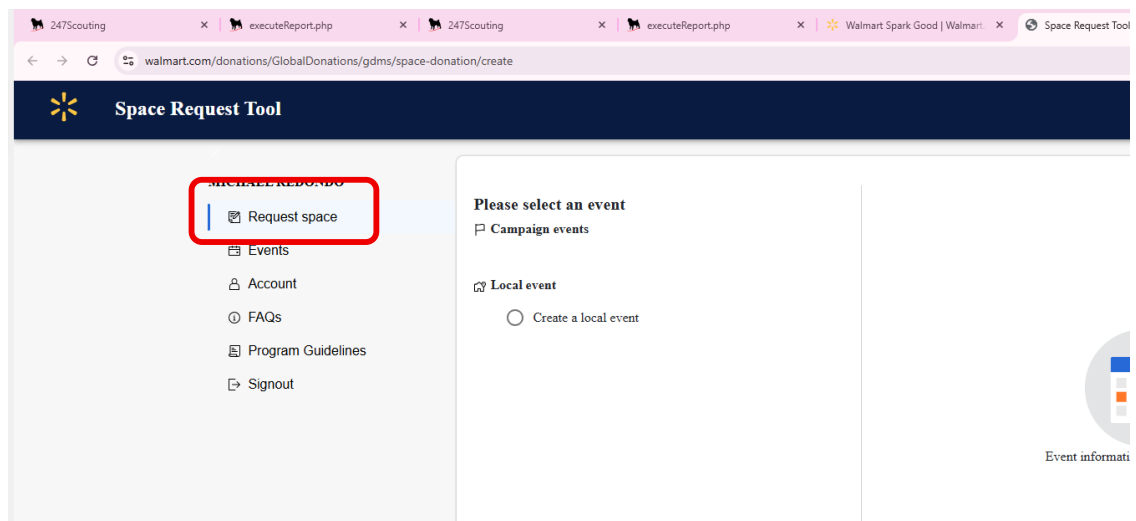 247Scouting
executeReport.php
247Scouting
executeReport.php
Walmart Spark Good | Walmart.
Space Request Tool
walmart.com/donations/GlobalDonations/gdms/space-donation/create
Space Request Tool
MICHAEL REDONDO
Request space
Events
Account
FAQs
Program Guidelines
Signout
Please select an event
Campaign events
Local event
Create a local event
Event informati